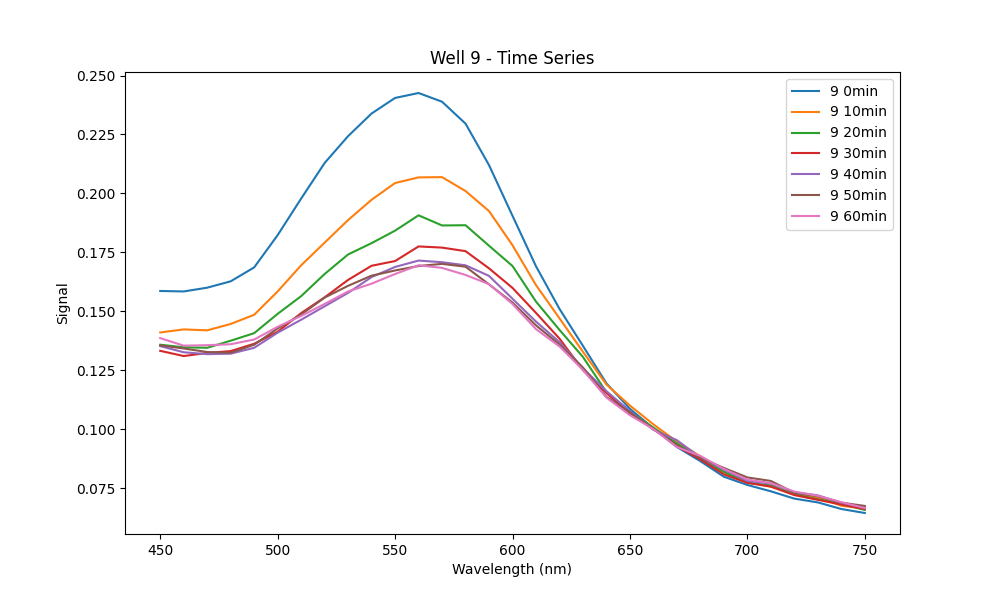 Well 9 - Time Series
0.250
0.225
0.200
0.175
0.150
0.125
0.100
0.075
Signal
9 0min
9 10min
9 20min
9 30min
9 40min
9 50min
9 60min
450 500 550 600 650 700 750
Wavelength (nm)